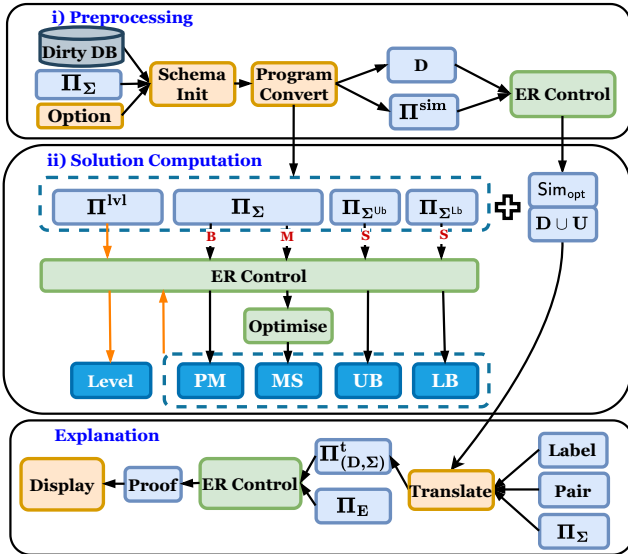 i) Preprocessing
Dirty DB
Π_Σ
Option
Schema
Init
Program
Convert
D
Π^sim
ER Control
ii) Solution Computation
Π^lvl
Π_Σ
Π_Σ^Ub
Π_Σ^Lb
Sim_opt
D ∪ U
B
M
S
S
ER Control
Optimise
Level
PM
MS
UB
LB
Explanation
Display
Proof
ER Control
Π^t_(D,Σ)
Π_E
Translate
Label
Pair
Π_Σ